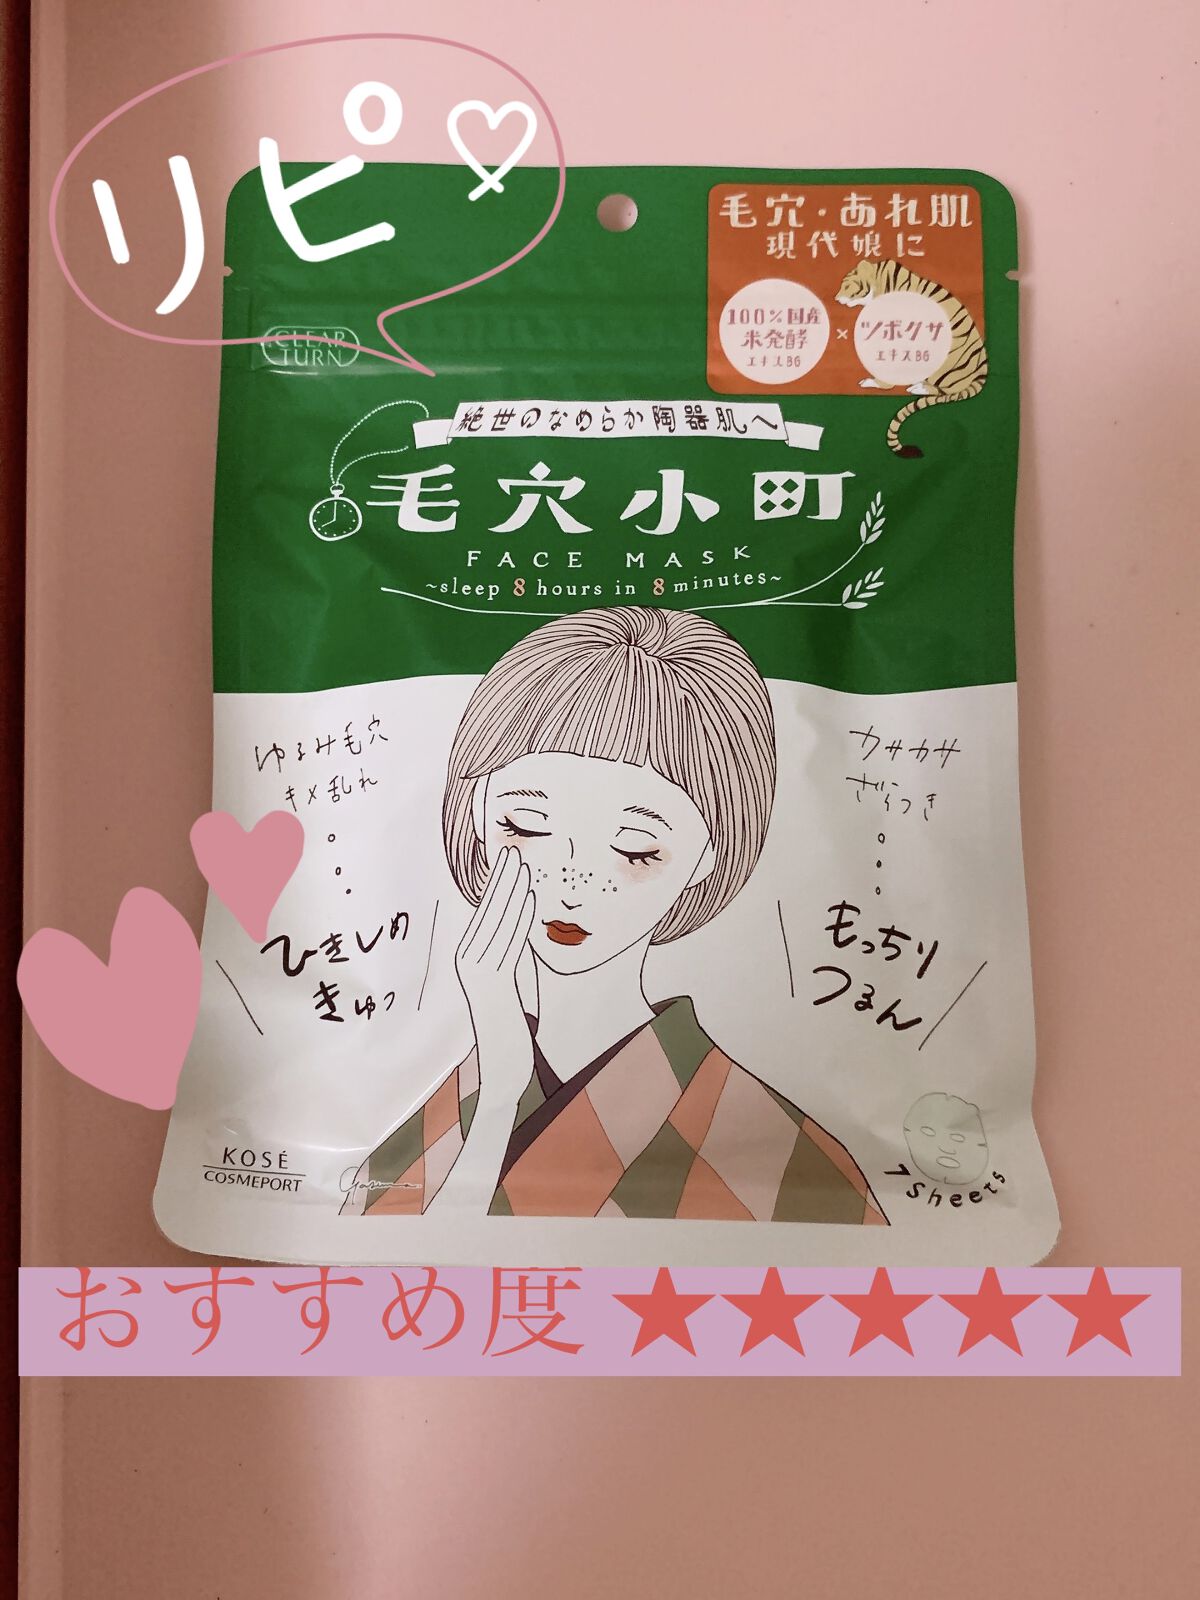 リピ♡
毛穴・あれ肌
現代娘に
100%国産
米発酵
エキスBG
×
ツボクサ
エキスBG
CLEAR
TURN
絶世のなめらか陶器肌へ
毛穴小町
FACE MASK
~sleep 8 hours in 8 minutes~
ゆるみ毛穴
キメ乱れ
カサカサ
ざらつき
ひきしめ
きゅっ
もっちり
つるん
KOSÉ
COSMEPORT
7 Sheets
おすすめ度 ★★★★★